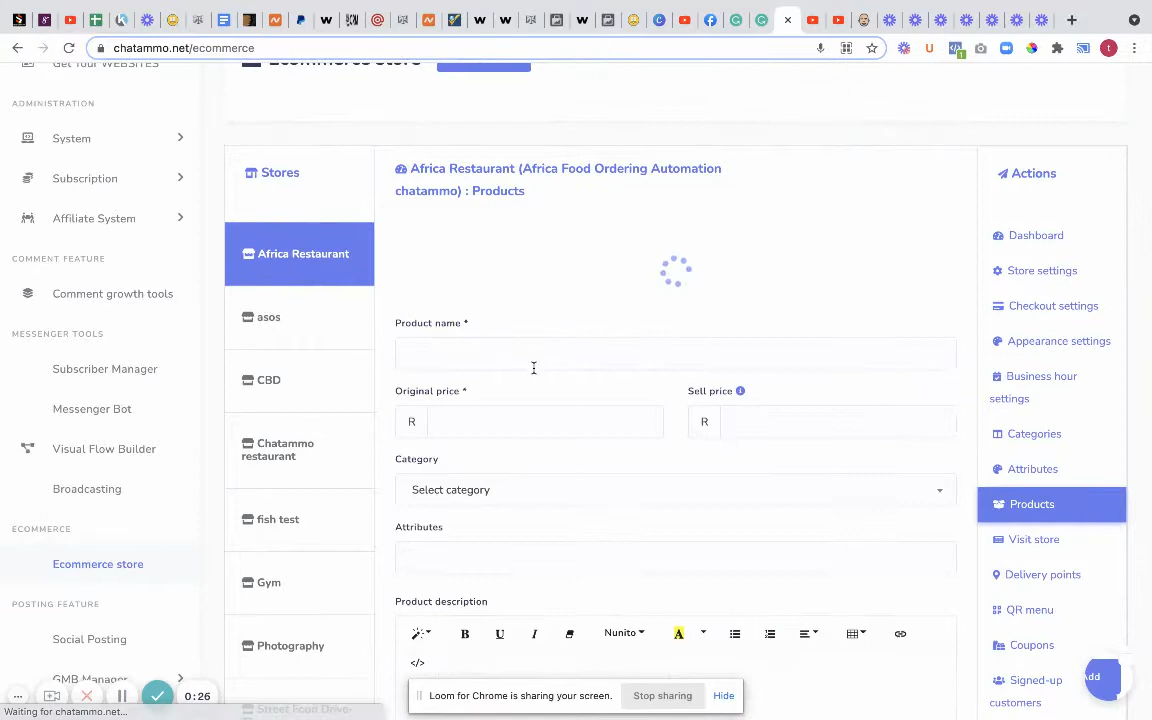 chatammo.net/ecommerce
Get Your WEBSITES
ADMINISTRATION
System
Subscription
Affiliate System
COMMENT FEATURE
Comment growth tools
MESSENGER TOOLS
Subscriber Manager
Messenger Bot
Visual Flow Builder
Broadcasting
ECOMMERCE
Ecommerce store
POSTING FEATURE
Social Posting
GMB Manager
Ecommerce Store
Stores
Africa Restaurant
asos
CBD
Chatammo
restaurant
fish test
Gym
Photography
Street Food Drive-
Africa Restaurant (Africa Food Ordering Automation
chatammo) : Products
Product name *
Original price *
Sell price
R
R
Category
Select category
Attributes
Product description
B U I Nunito A
</>
Actions
Dashboard
Store settings
Checkout settings
Appearance settings
Business hour
settings
Categories
Attributes
Products
Visit store
Delivery points
QR menu
Coupons
Signed-up
customers
Add
0:26
Loom for Chrome is sharing your screen.
Stop sharing
Hide
Waiting for chatammo.net...